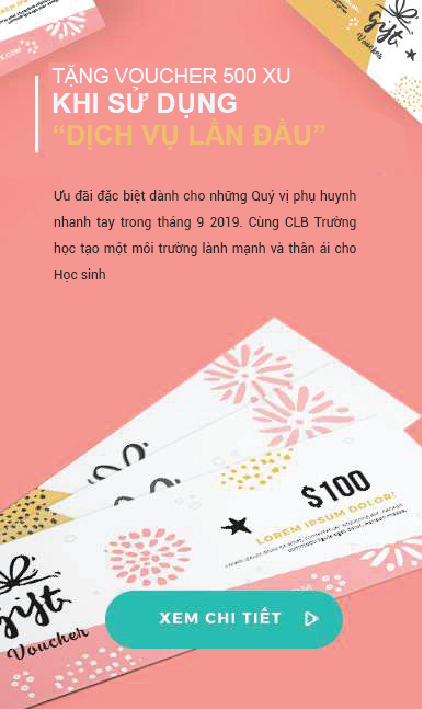 gift
Voucher
TẶNG VOUCHER 500 XU
KHI SỬ DỤNG
“DỊCH VỤ LẦN ĐẦU”
Ưu đãi đặc biệt dành cho những Quý vị phụ huynh
nhanh tay trong tháng 9 2019. Cùng CLB Trường
học tạo một môi trường lành mạnh và thân ái cho
Học sinh
$100
LOREM IPSUM DOLOR!
gift
Voucher
XEM CHI TIẾT